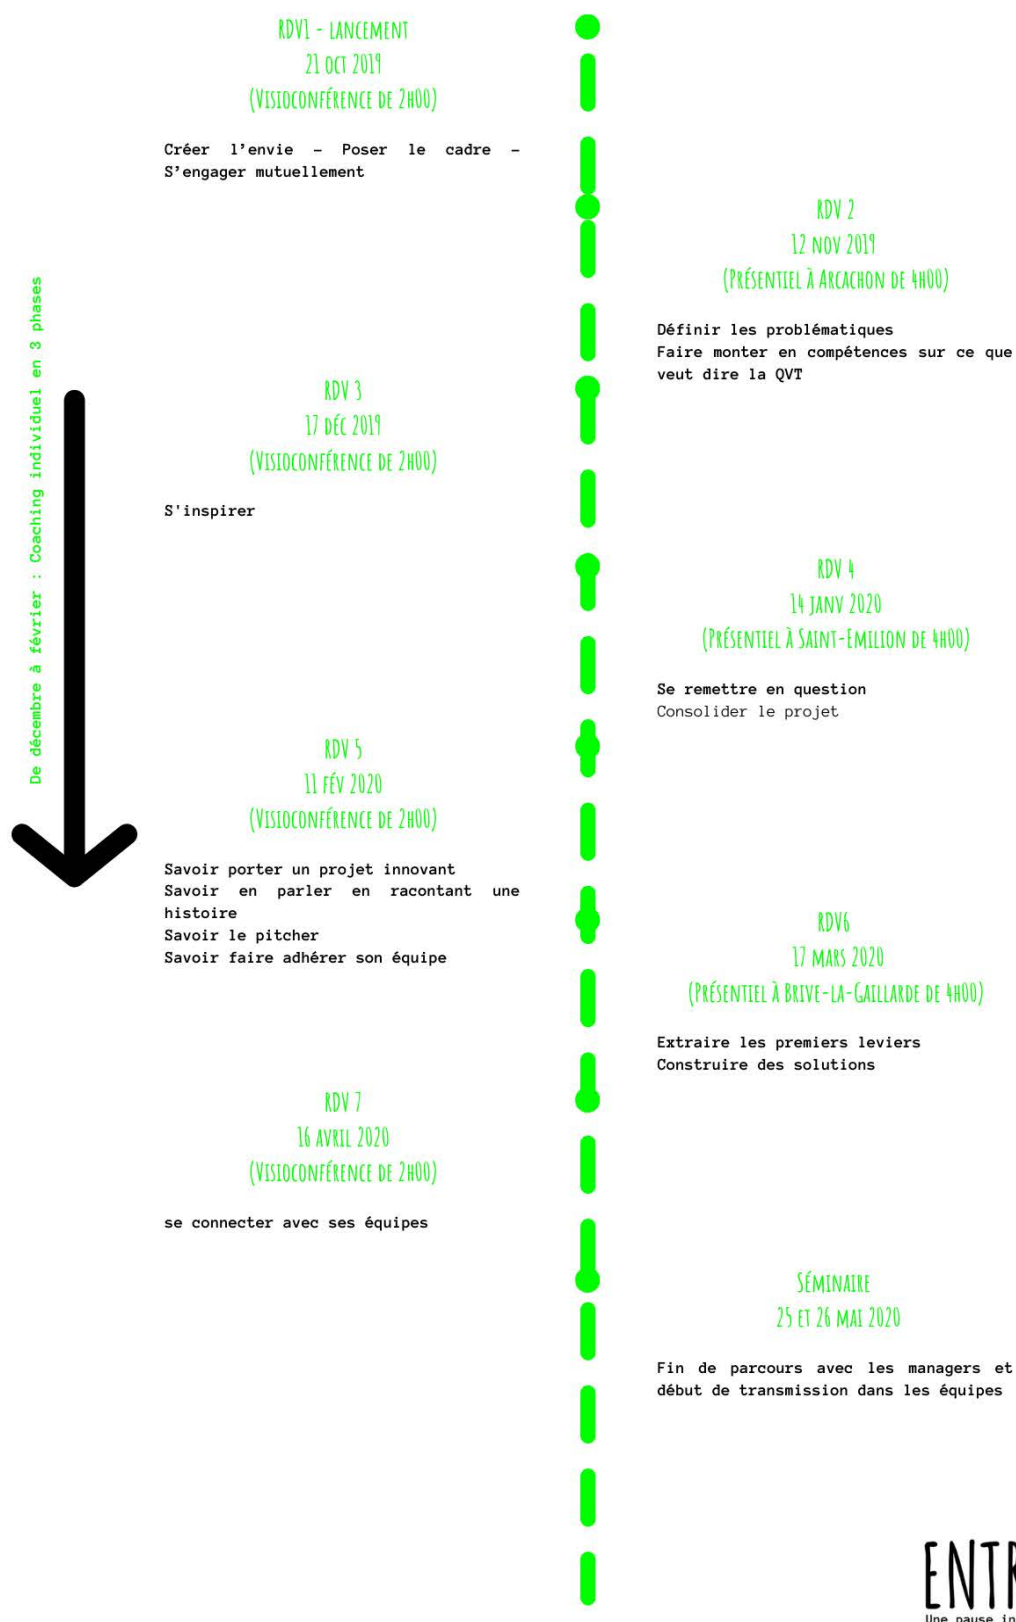 RDV1 - LANCEMENT
21 OCT 2019
(VISIOCONFÉRENCE DE 2H00)
Créer l'envie – Poser le cadre –
S'engager mutuellement
RDV 2
12 NOV 2019
(PRÉSENTIEL À ARCACHON DE 4H00)
Définir les problématiques
Faire monter en compétences sur ce que
veut dire la QVT
De décembre à février : Coaching individuel en 3 phases
RDV 3
17 DÉC 2019
(VISIOCONFÉRENCE DE 2H00)
S'inspirer
RDV 4
14 JANV 2020
(PRÉSENTIEL À SAINT-EMILION DE 4H00)
Se remettre en question
Consolider le projet
RDV 5
11 FÉV 2020
(VISIOCONFÉRENCE DE 2H00)
Savoir porter un projet innovant
Savoir en parler en racontant une
histoire
Savoir le pitcher
Savoir faire adhérer son équipe
RDV6
17 MARS 2020
(PRÉSENTIEL À BRIVE-LA-GAILLARDE DE 4H00)
Extraire les premiers leviers
Construire des solutions
RDV 7
16 AVRIL 2020
(VISIOCONFÉRENCE DE 2H00)
se connecter avec ses équipes
SÉMINAIRE
25 ET 26 MAI 2020
Fin de parcours avec les managers et
début de transmission dans les équipes
ENTR
Une pause in